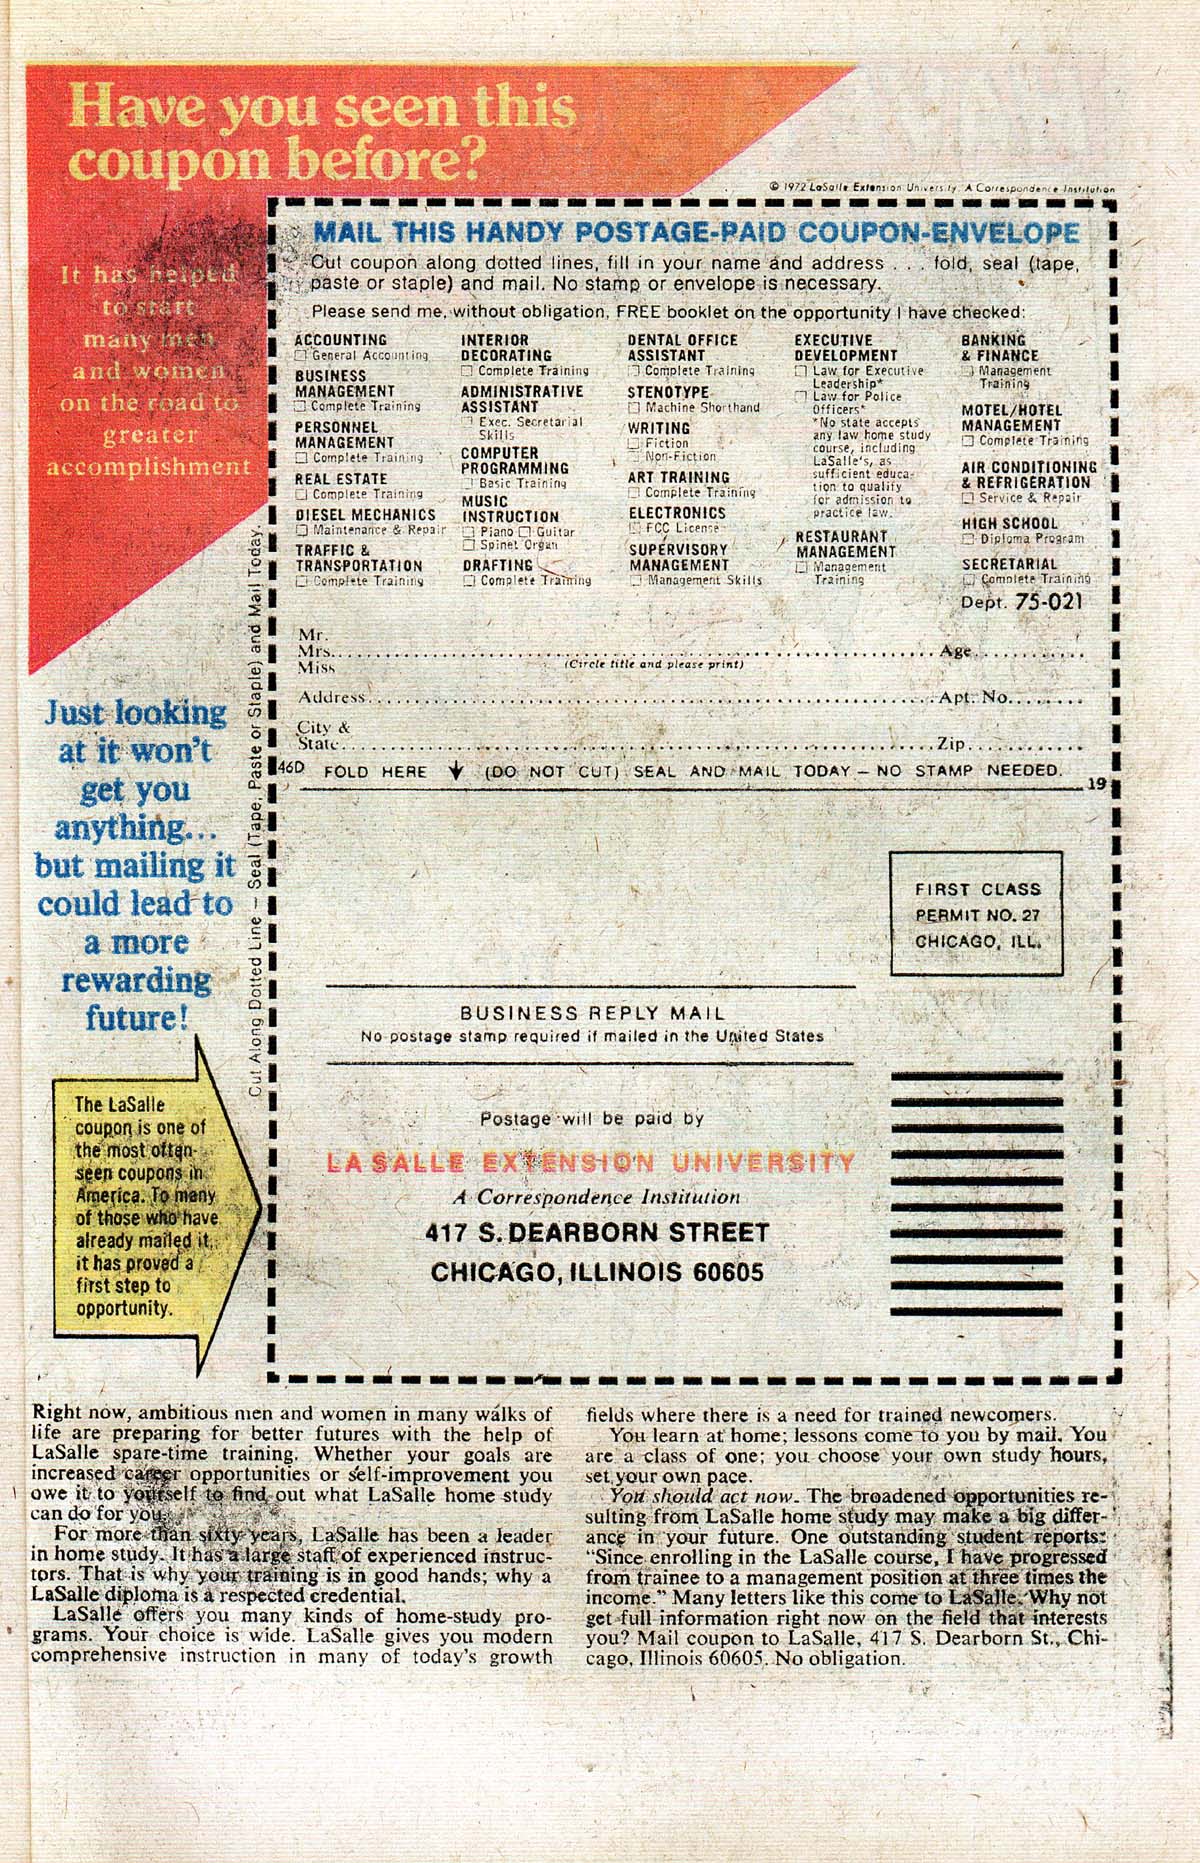 Have you seen this
coupon before?
© 1972 LaSalle Extension University. A Correspondence Institution
It has helped
to start
many men
and women
on the road to
greater
accomplishment
Just looking
at it won't
get you
anything...
but mailing it
could lead to
a more
rewarding
future!
The LaSalle
coupon is one of
the most often-
seen coupons in
America. To many
of those who have
already mailed it,
it has proved a
first step to
opportunity.
Cut Along Dotted Line — Seal (Tape, Paste or Staple) and Mail Today.
MAIL THIS HANDY POSTAGE-PAID COUPON-ENVELOPE
Cut coupon along dotted lines, fill in your name and address . . . fold, seal (tape,
paste or staple) and mail. No stamp or envelope is necessary.
Please send me, without obligation, FREE booklet on the opportunity I have checked:
ACCOUNTING
☐ General Accounting
BUSINESS
MANAGEMENT
☐ Complete Training
PERSONNEL
MANAGEMENT
☐ Complete Training
REAL ESTATE
☐ Complete Training
DIESEL MECHANICS
☐ Maintenance & Repair
TRAFFIC &
TRANSPORTATION
☐ Complete Training
INTERIOR
DECORATING
☐ Complete Training
ADMINISTRATIVE
ASSISTANT
☐ Exec. Secretarial
Skills
COMPUTER
PROGRAMMING
☐ Basic Training
MUSIC
INSTRUCTION
☐ Piano ☐ Guitar
☐ Spinet Organ
DRAFTING
☐ Complete Training
DENTAL OFFICE
ASSISTANT
☐ Complete Training
STENOTYPE
☐ Machine Shorthand
WRITING
☐ Fiction
☐ Non-Fiction
ART TRAINING
☐ Complete Training
ELECTRONICS
☐ FCC License
SUPERVISORY
MANAGEMENT
☐ Management Skills
EXECUTIVE
DEVELOPMENT
☐ Law for Executive
Leadership*
☐ Law for Police
Officers*
*No state accepts
any law home study
course, including
LaSalle's, as
sufficient educa-
tion to qualify
for admission to
practice law.
RESTAURANT
MANAGEMENT
☐ Management
Training
BANKING
& FINANCE
☐ Management
Training
MOTEL/HOTEL
MANAGEMENT
☐ Complete Training
AIR CONDITIONING
& REFRIGERATION
☐ Service & Repair
HIGH SCHOOL
☐ Diploma Program
SECRETARIAL
☐ Complete Training
Dept. 75-021
Mr.
Mrs. Age
Miss (Circle title and please print)
Address Apt. No.
City &
State Zip
46D FOLD HERE ↓ (DO NOT CUT) SEAL AND MAIL TODAY – NO STAMP NEEDED. 19
FIRST CLASS
PERMIT NO. 27
CHICAGO, ILL.
BUSINESS REPLY MAIL
No postage stamp required if mailed in the United States
Postage will be paid by
LA SALLE EXTENSION UNIVERSITY
A Correspondence Institution
417 S. DEARBORN STREET
CHICAGO, ILLINOIS 60605
Right now, ambitious men and women in many walks of
life are preparing for better futures with the help of
LaSalle spare-time training. Whether your goals are
increased career opportunities or self-improvement you
owe it to yourself to find out what LaSalle home study
can do for you.
For more than sixty years, LaSalle has been a leader
in home study. It has a large staff of experienced instruc-
tors. That is why your training is in good hands; why a
LaSalle diploma is a respected credential.
LaSalle offers you many kinds of home-study pro-
grams. Your choice is wide. LaSalle gives you modern
comprehensive instruction in many of today's growth
fields where there is a need for trained newcomers.
You learn at home; lessons come to you by mail. You
are a class of one; you choose your own study hours,
set your own pace.
You should act now. The broadened opportunities re-
sulting from LaSalle home study may make a big differ-
ance in your future. One outstanding student reports:
"Since enrolling in the LaSalle course, I have progressed
from trainee to a management position at three times the
income." Many letters like this come to LaSalle. Why not
get full information right now on the field that interests
you? Mail coupon to LaSalle, 417 S. Dearborn St., Chi-
cago, Illinois 60605. No obligation.